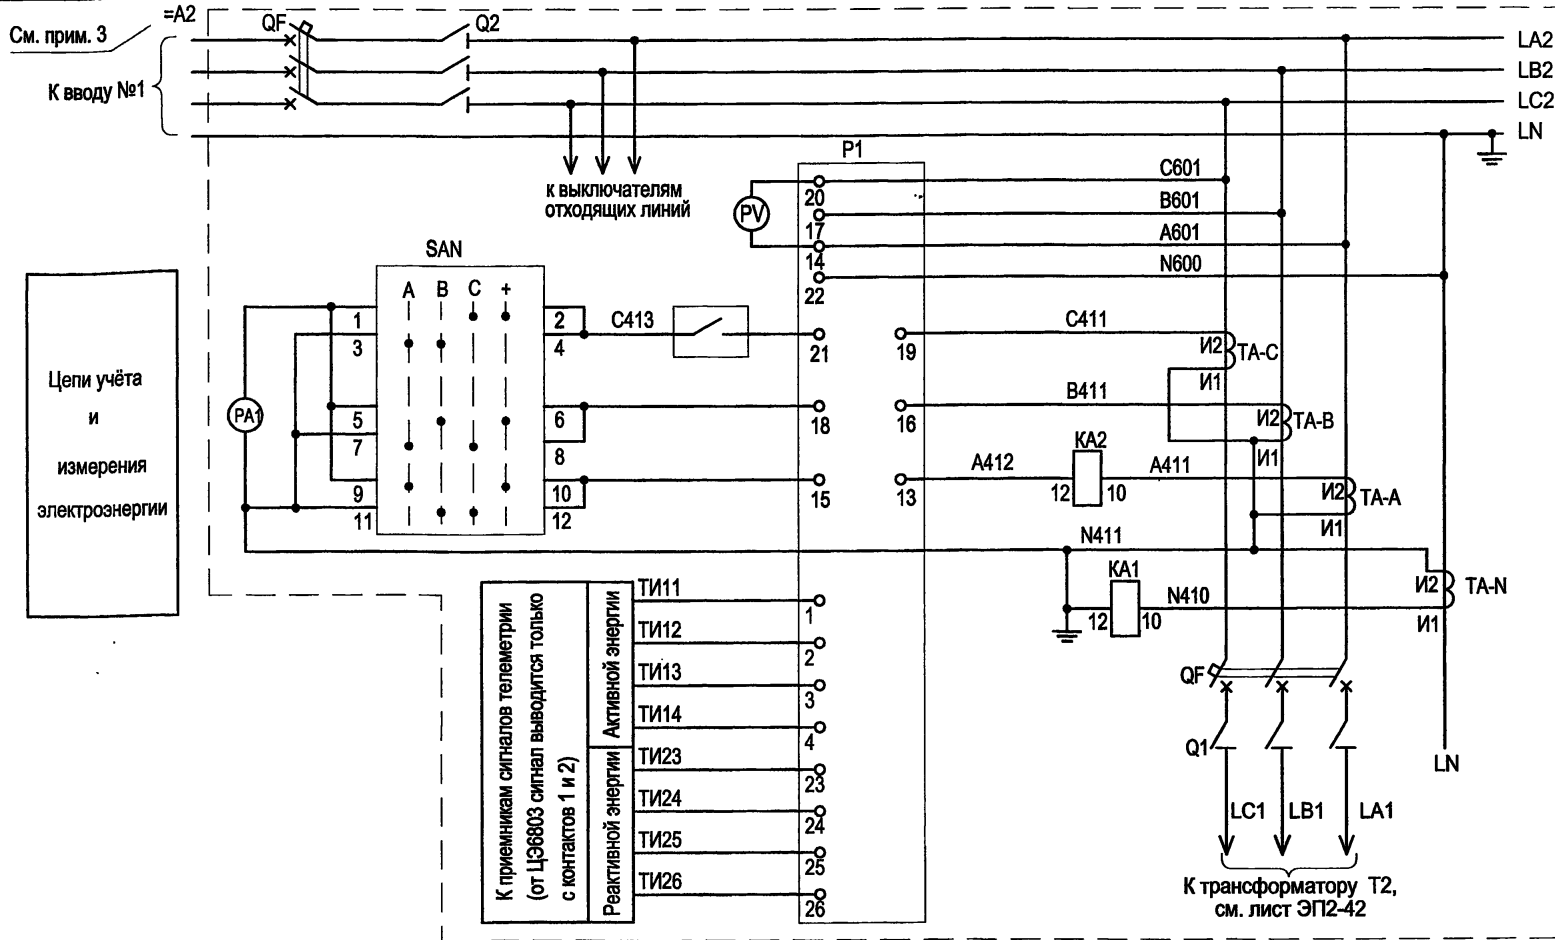 См. прим. 3
=A2
QF
Q2
LA2
LB2
К вводу №1
LC2
LN
P1
к выключателям
отходящих линий
PV
20
C601
17
B601
14
A601
22
N600
SAN
A B C +
1
2
3
4
C413
21
19
C411
И2
TA-C
И1
Цепи учёта
и
измерения
электроэнергии
PA1
5
6
7
8
18
16
B411
И2
TA-B
И1
9
10
11
12
15
13
A412
KA2
12
10
A411
И2
TA-A
И1
N411
KA1
12
10
N410
И2
TA-N
И1
К приемникам сигналов телеметрии
(от ЦЭ6803 сигнал выводится только
с контактов 1 и 2)
Активной энергии
Реактивной энергии
ТИ11
1
ТИ12
2
ТИ13
3
ТИ14
4
ТИ23
23
ТИ24
24
ТИ25
25
ТИ26
26
QF
Q1
LN
LC1
LB1
LA1
К трансформатору Т2,
см. лист ЭП2-42